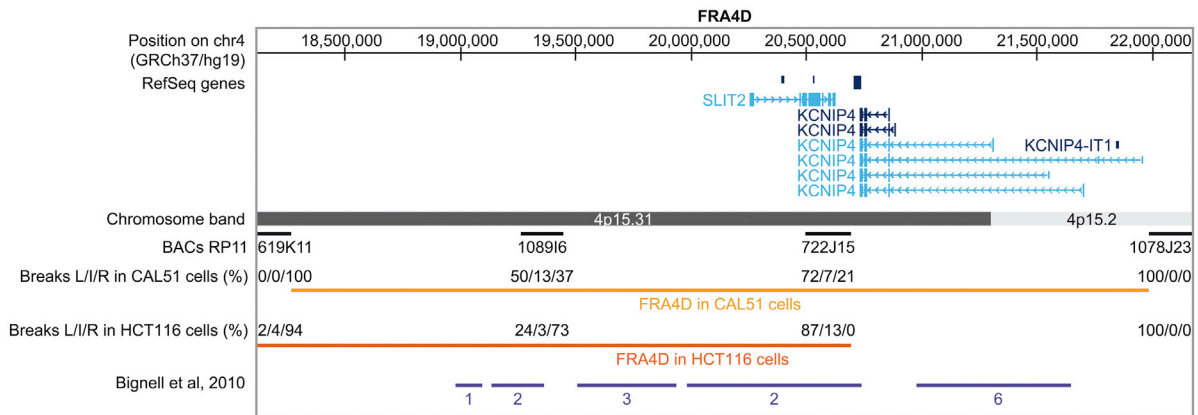 FRA4D
Position on chr4 (GRCh37/hg19)
18,500,000 19,000,000 19,500,000 20,000,000 20,500,000 21,000,000 21,500,000 22,000,000
RefSeq genes
SLIT2
KCNIP4
KCNIP4
KCNIP4 KCNIP4-IT1
KCNIP4
KCNIP4
KCNIP4
Chromosome band 4p15.31 4p15.2
BACs RP11 619K11 1089I6 722J15 1078J23
Breaks L/I/R in CAL51 cells (%) 0/0/100 50/13/37 72/7/21 100/0/0
FRA4D in CAL51 cells
Breaks L/I/R in HCT116 cells (%) 2/4/94 24/3/73 87/13/0 100/0/0
FRA4D in HCT116 cells
Bignell et al, 2010
1 2 3 2 6